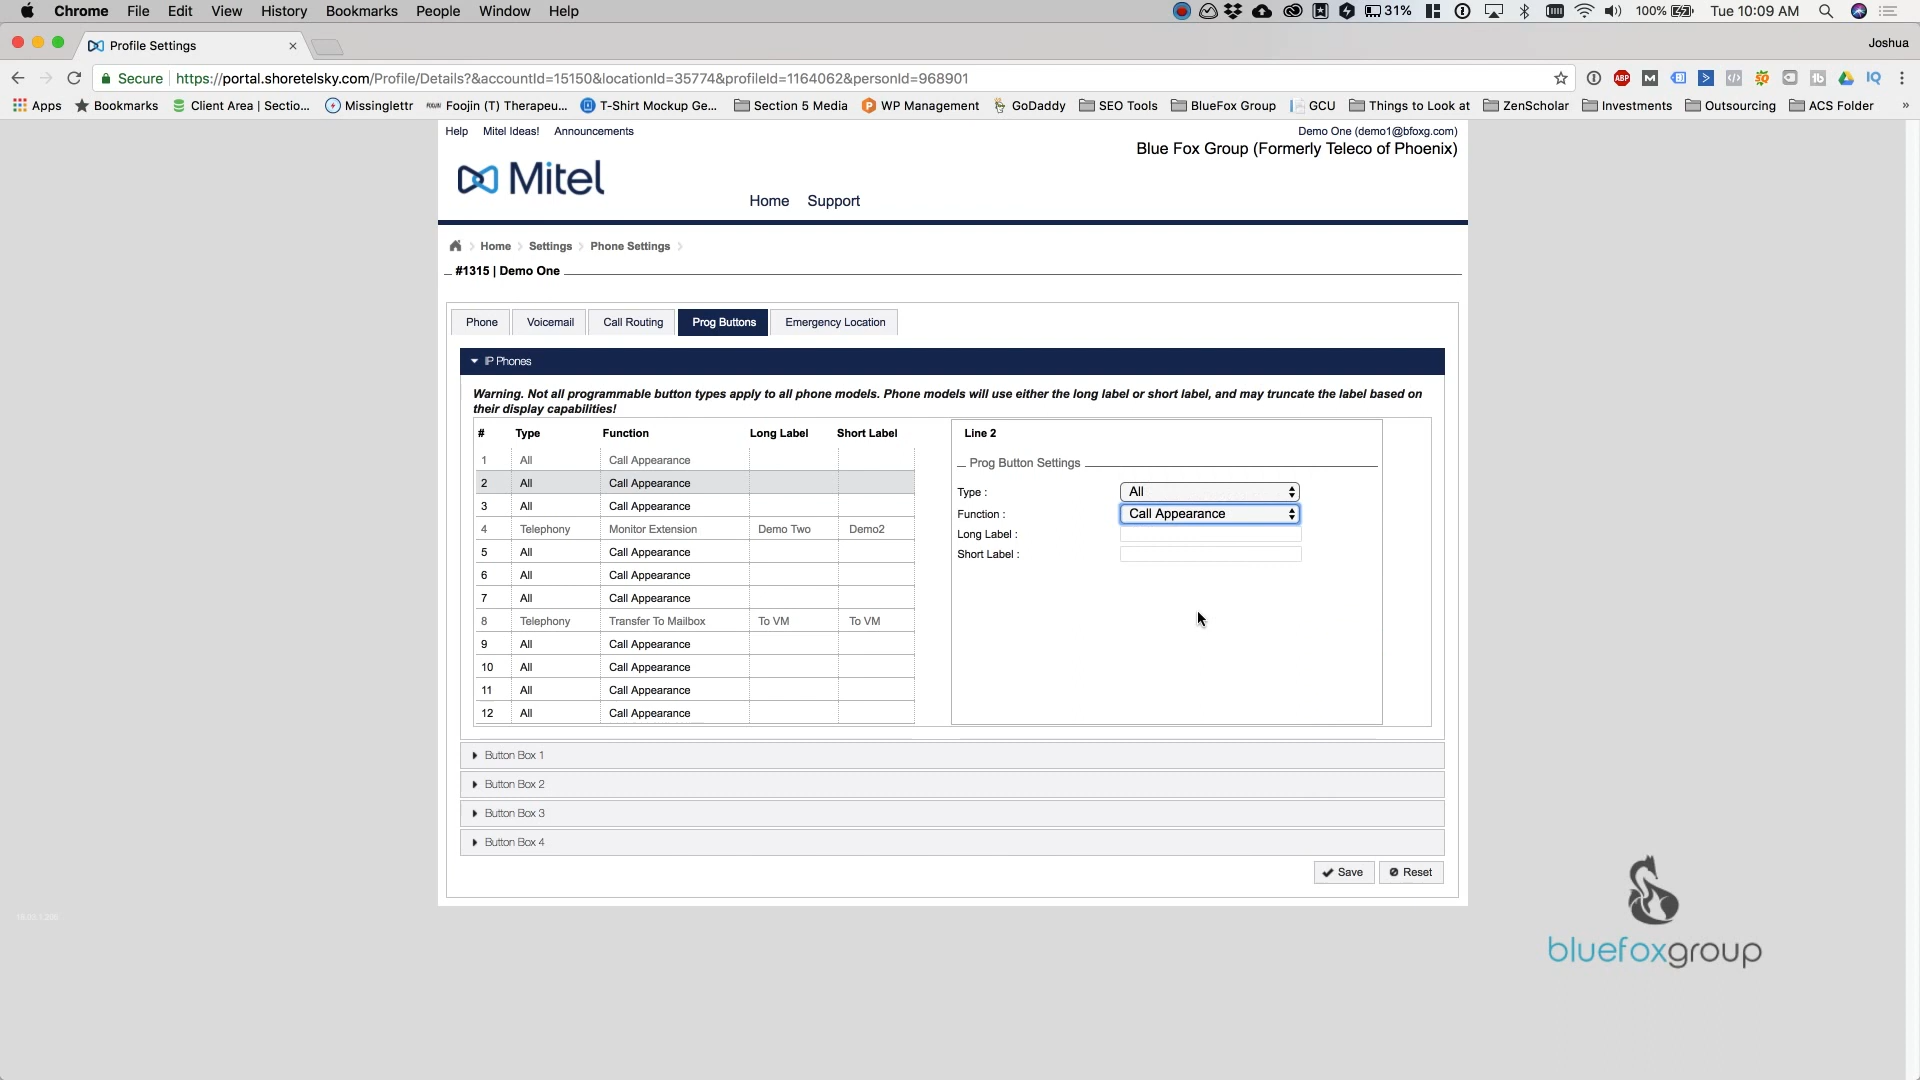 Chrome File Edit View History Bookmarks People Window Help 31% 100% Tue 10:09 AM
Profile Settings
Joshua
Secure https://portal.shoretelsky.com/Profile/Details?&accountId=15150&locationId=35774&profileId=1164062&personId=968901
Apps Bookmarks Client Area | Sectio... Missinglettr Foojin (T) Therapeu... T-Shirt Mockup Ge... Section 5 Media WP Management GoDaddy SEO Tools BlueFox Group GCU Things to Look at ZenScholar Investments Outsourcing ACS Folder »
Help Mitel Ideas! Announcements
Demo One (demo1@bfoxg.com)
Blue Fox Group (Formerly Teleco of Phoenix)
Mitel
Home Support
Home Settings Phone Settings
#1315 | Demo One
Phone Voicemail Call Routing Prog Buttons Emergency Location
IP Phones
Warning. Not all programmable button types apply to all phone models. Phone models will use either the long label or short label, and may truncate the label based on
their display capabilities!
# Type Function Long Label Short Label
1 All Call Appearance
2 All Call Appearance
3 All Call Appearance
4 Telephony Monitor Extension Demo Two Demo2
5 All Call Appearance
6 All Call Appearance
7 All Call Appearance
8 Telephony Transfer To Mailbox To VM To VM
9 All Call Appearance
10 All Call Appearance
11 All Call Appearance
12 All Call Appearance
Line 2
Prog Button Settings
Type : All
Function : Call Appearance
Long Label :
Short Label :
Button Box 1
Button Box 2
Button Box 3
Button Box 4
Save Reset
bluefoxgroup